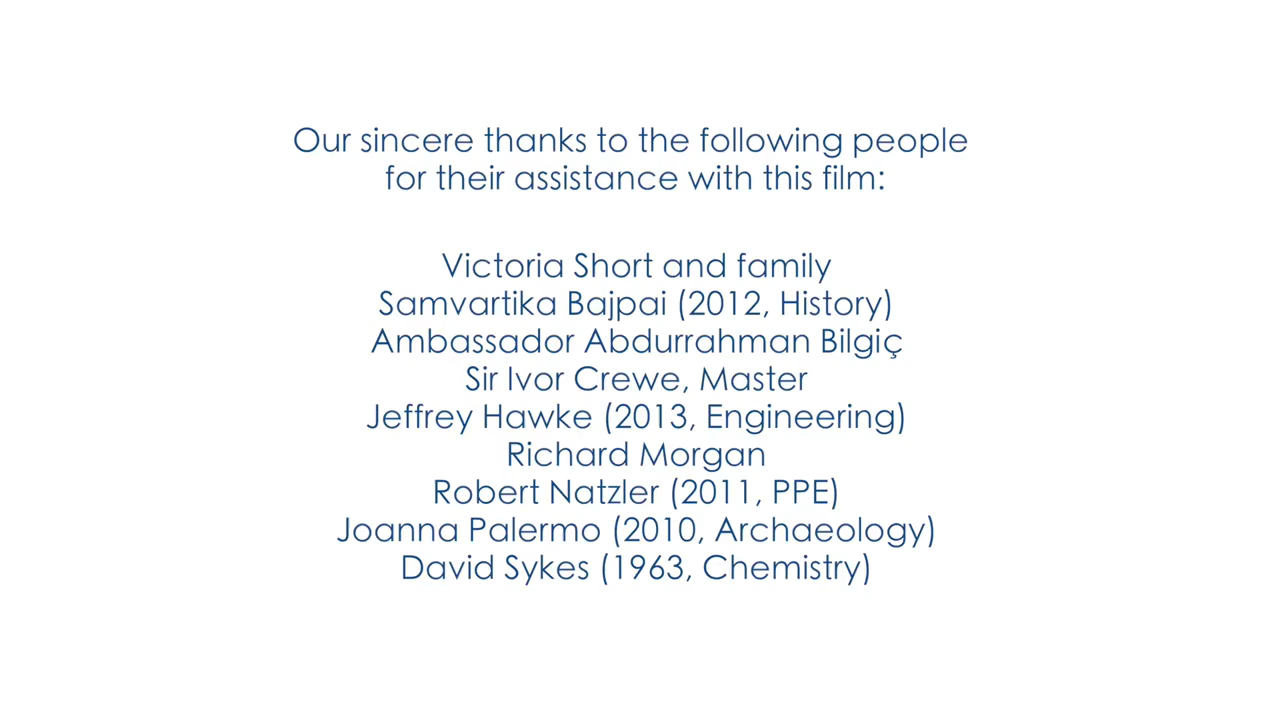 Our sincere thanks to the following people
for their assistance with this film:
Victoria Short and family
Samvartika Bajpai (2012, History)
Ambassador Abdurrahman Bilgiç
Sir Ivor Crewe, Master
Jeffrey Hawke (2013, Engineering)
Richard Morgan
Robert Natzler (2011, PPE)
Joanna Palermo (2010, Archaeology)
David Sykes (1963, Chemistry)